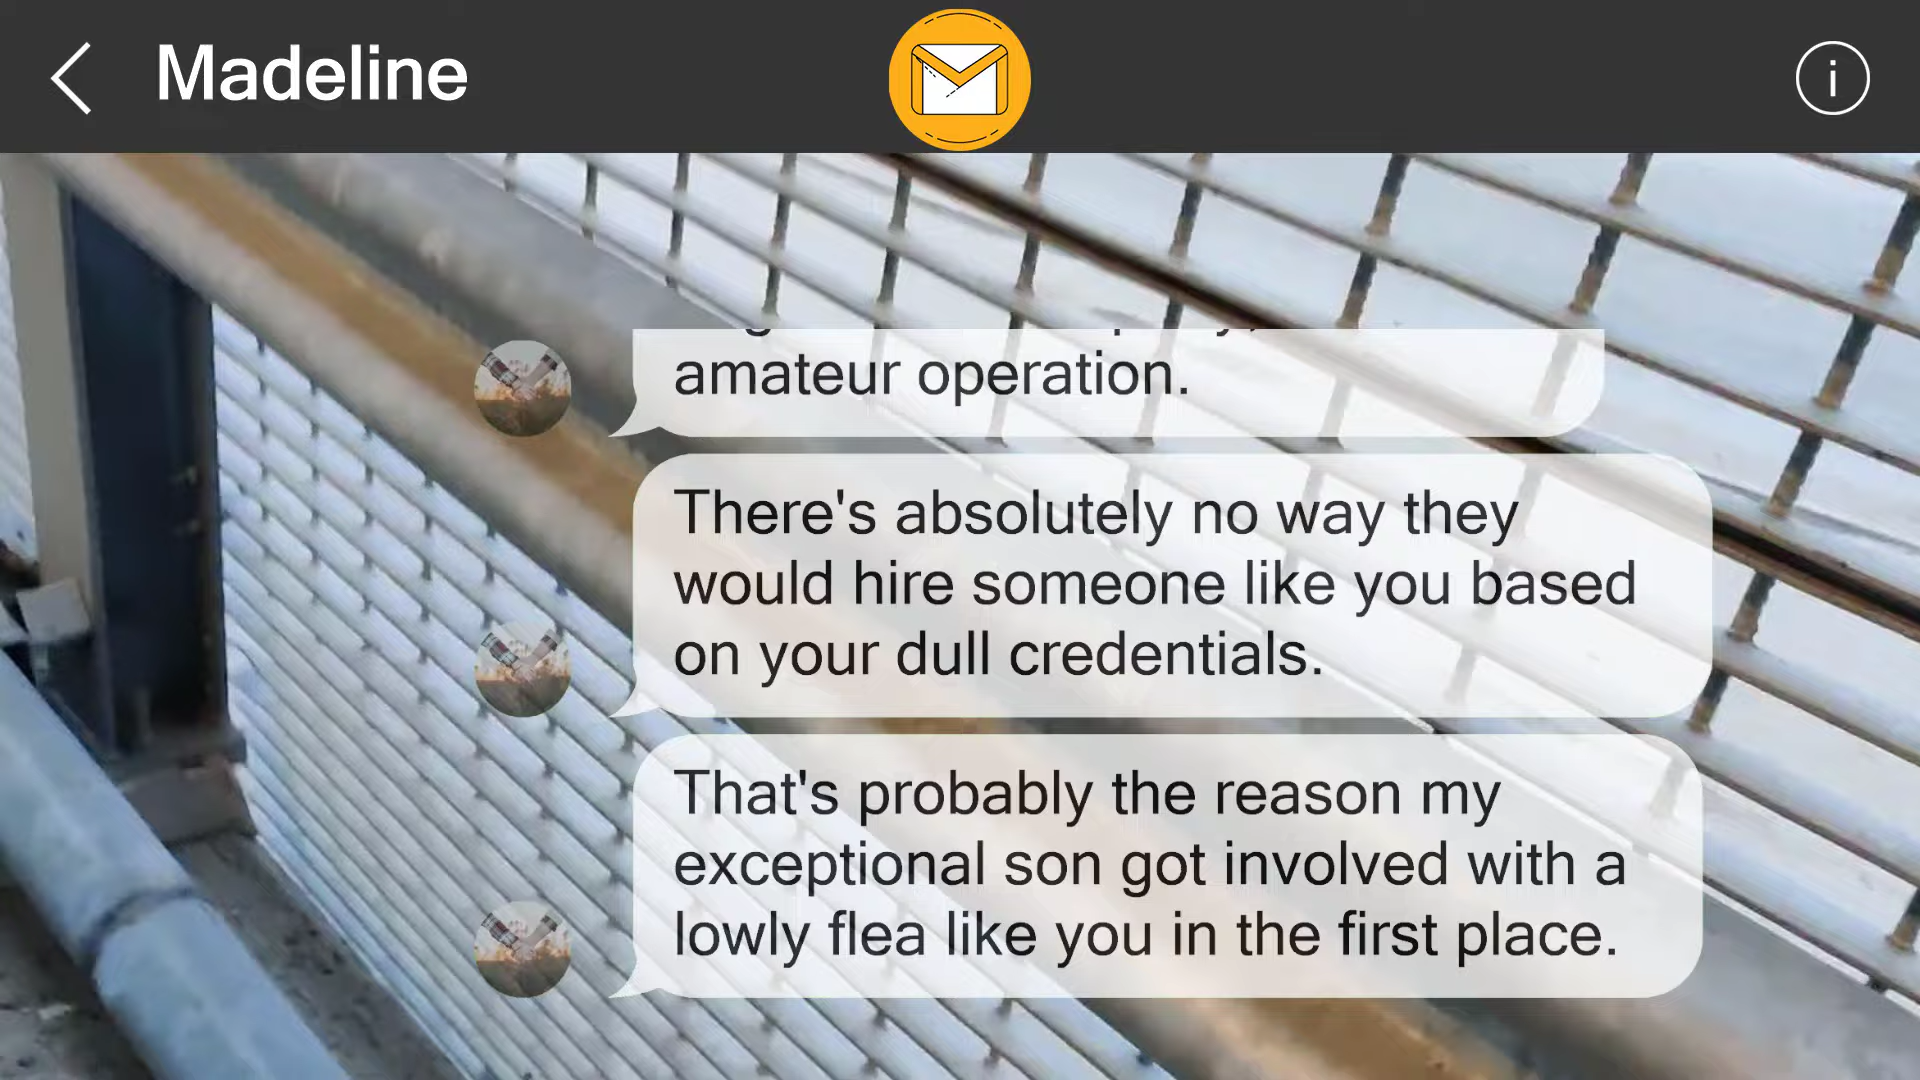 Madeline
amateur operation.
There's absolutely no way they
would hire someone like you based
on your dull credentials.
That's probably the reason my
exceptional son got involved with a
lowly flea like you in the first place.